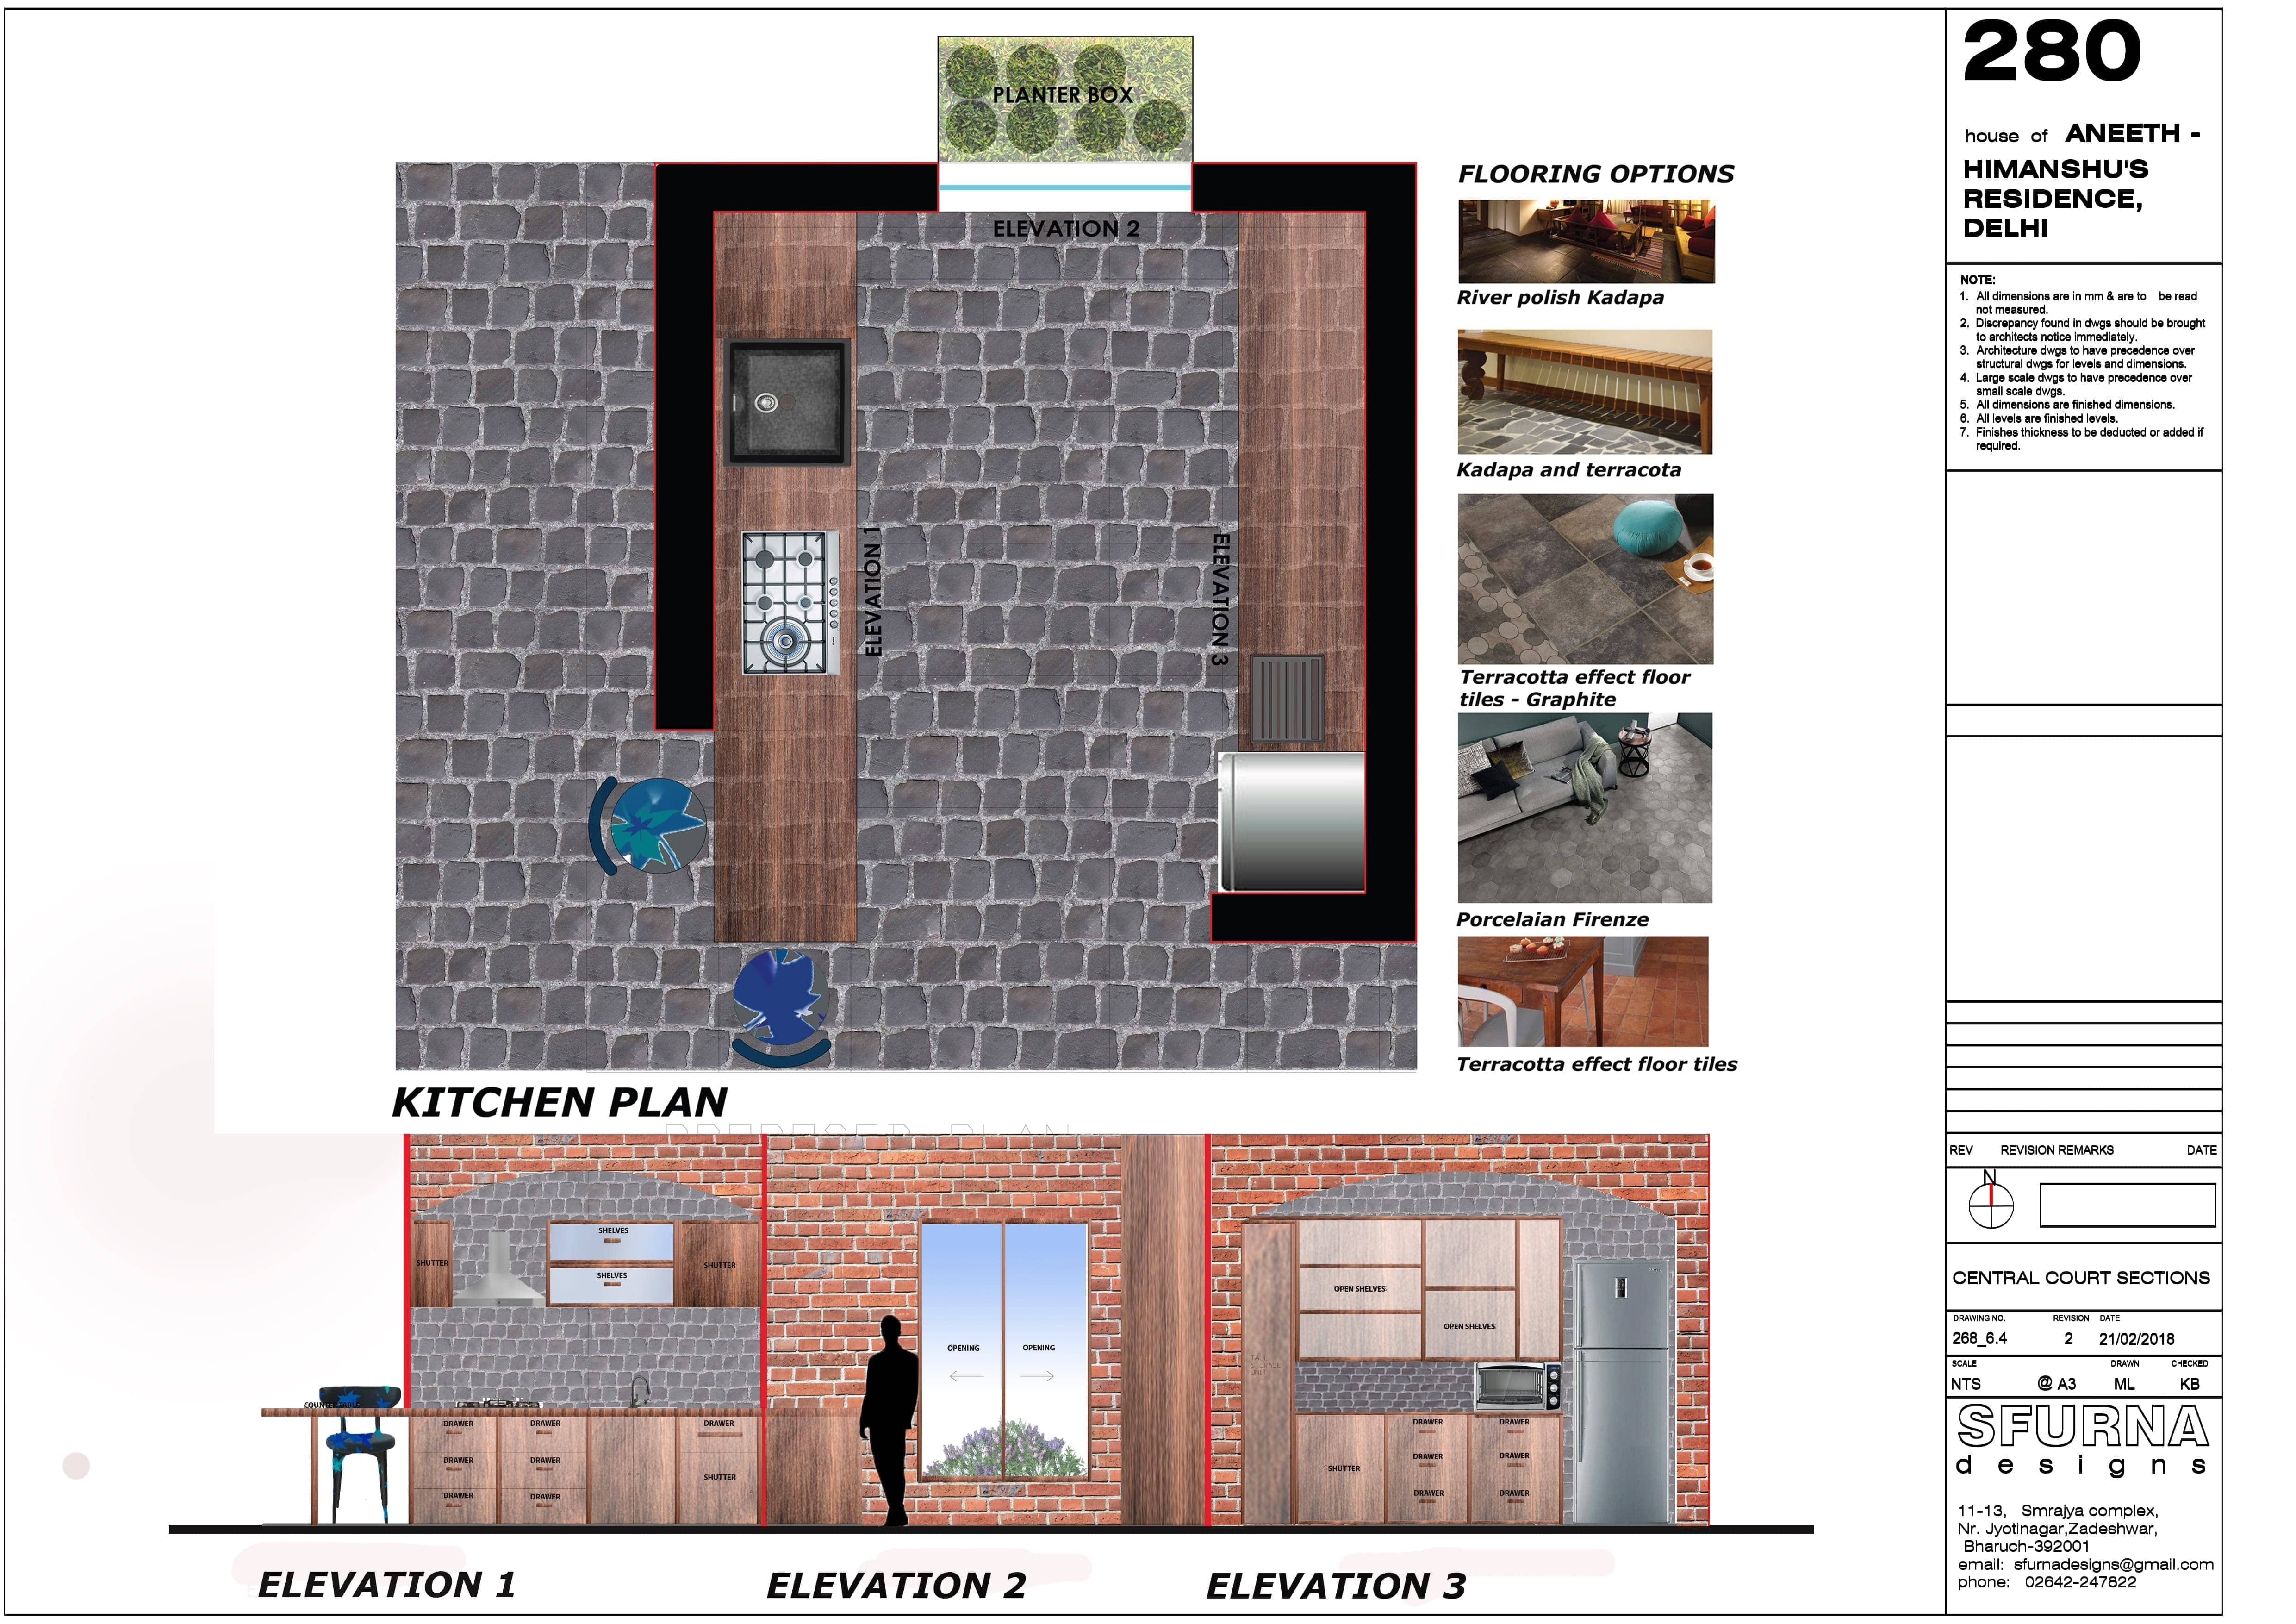 PLANTER BOX
ELEVATION 2
ELEVATION 1
ELEVATION 3
KITCHEN PLAN
FLOORING OPTIONS
River polish Kadapa
Kadapa and terracota
Terracotta effect floor
tiles - Graphite
Porcelaian Firenze
Terracotta effect floor tiles
SHUTTER
SHELVES
SHELVES
SHUTTER
DRAWER
DRAWER
DRAWER
DRAWER
DRAWER
DRAWER
DRAWER
SHUTTER
OPENING
OPENING
TALL
STORAGE
UNIT
OPEN SHELVES
OPEN SHELVES
SHUTTER
DRAWER
DRAWER
DRAWER
DRAWER
DRAWER
DRAWER
ELEVATION 1
ELEVATION 2
ELEVATION 3
280
house of ANEETH -
HIMANSHU'S
RESIDENCE,
DELHI
NOTE:
1. All dimensions are in mm & are to be read
not measured.
2. Discrepancy found in dwgs should be brought
to architects notice immediately.
3. Architecture dwgs to have precedence over
structural dwgs for levels and dimensions.
4. Large scale dwgs to have precedence over
small scale dwgs.
5. All dimensions are finished dimensions.
6. All levels are finished levels.
7. Finishes thickness to be deducted or added if
required.
REV REVISION REMARKS DATE
N
CENTRAL COURT SECTIONS
DRAWING NO. REVISION DATE
268_6.4 2 21/02/2018
SCALE DRAWN CHECKED
NTS @ A3 ML KB
SFURNA
designs
11-13, Smrajya complex,
Nr. Jyotinagar,Zadeshwar,
Bharuch-392001
email: sfurnadesigns@gmail.com
phone: 02642-247822